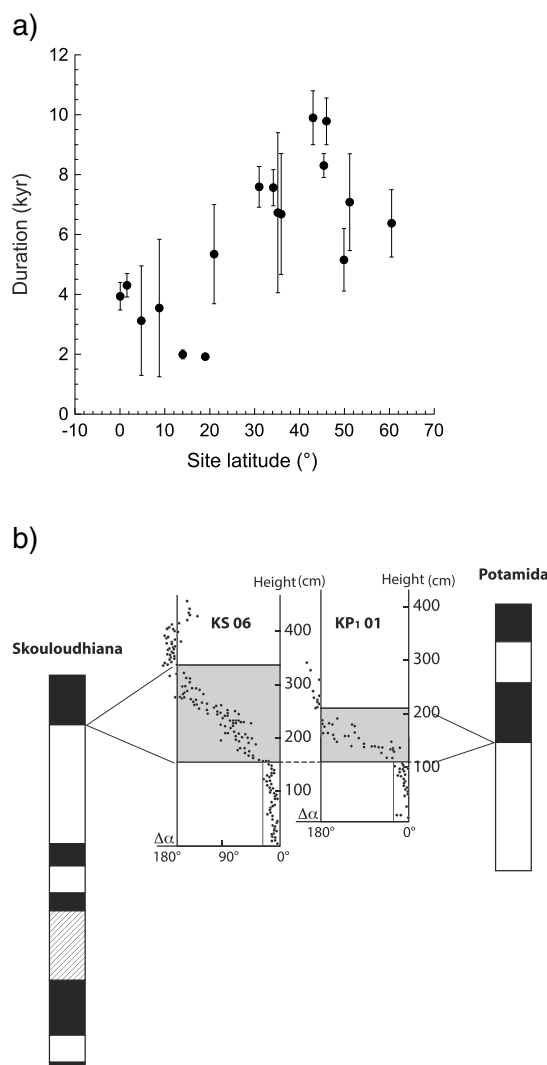 a)
12
10
8
6
4
2
0
Duration (kyr)
-10 0 10 20 30 40 50 60 70
Site latitude (°)
b)
Skouloudhiana
Height (cm)
KS 06
400
300
200
100
Δα
180° 90° 0°
Height (cm)
KP1 01
400
300
200
100
180° 0°
Potamida